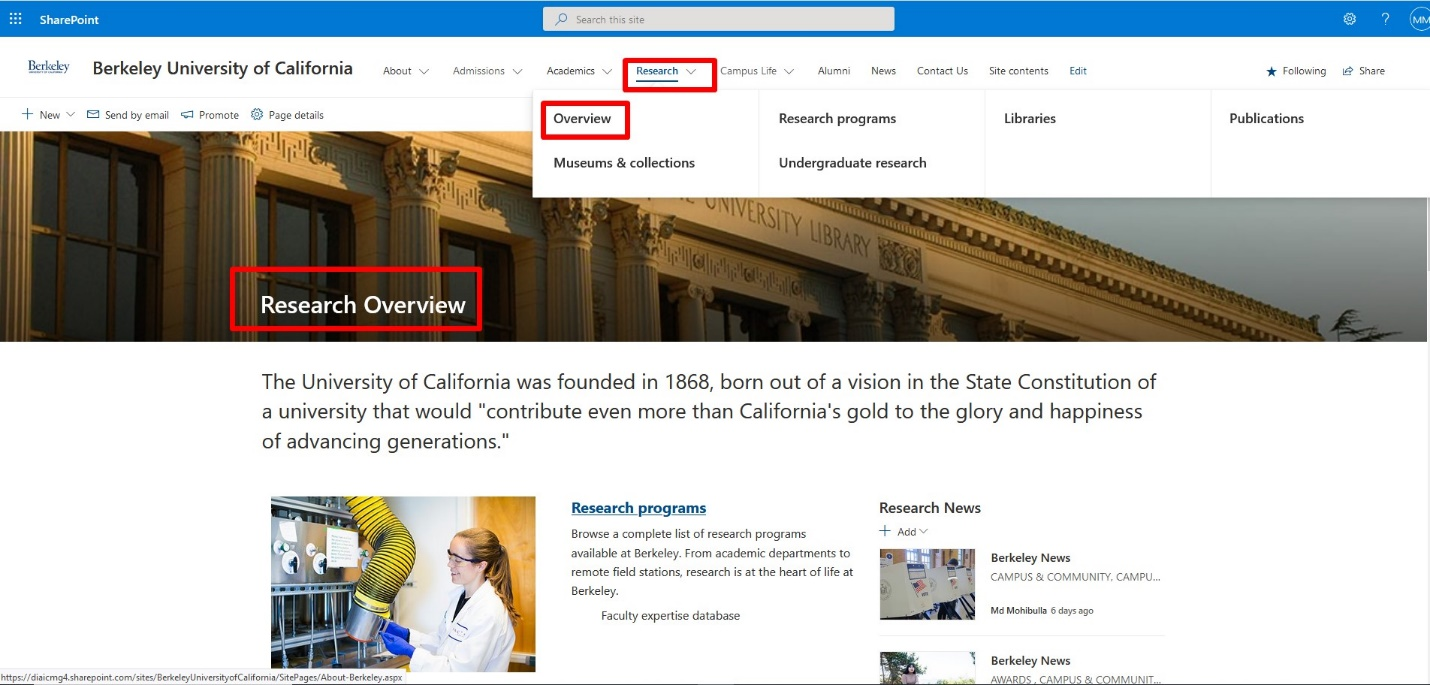 SharePoint
Search this site
?
MM
Berkeley
Berkeley University of California
About
Admissions
Academics
Research
Campus Life
Alumni
News
Contact Us
Site contents
Edit
Following
Share
New
Send by email
Promote
Page details
Overview
Research programs
Libraries
Publications
Museums & collections
Undergraduate research
UNIVERSITY LIBRARY
Research Overview
The University of California was founded in 1868, born out of a vision in the State Constitution of
a university that would "contribute even more than California's gold to the glory and happiness
of advancing generations."
Research programs
Browse a complete list of research programs
available at Berkeley. From academic departments to
remote field stations, research is at the heart of life at
Berkeley.
Faculty expertise database
Research News
Add
Berkeley News
CAMPUS & COMMUNITY, CAMPU...
Md Mohibulla 6 days ago
Berkeley News
AWARDS , CAMPUS & COMMUNIT...
https://diaicmg4.sharepoint.com/sites/BerkeleyUniversityofCalifornia/SitePages/About-Berkeley.aspx